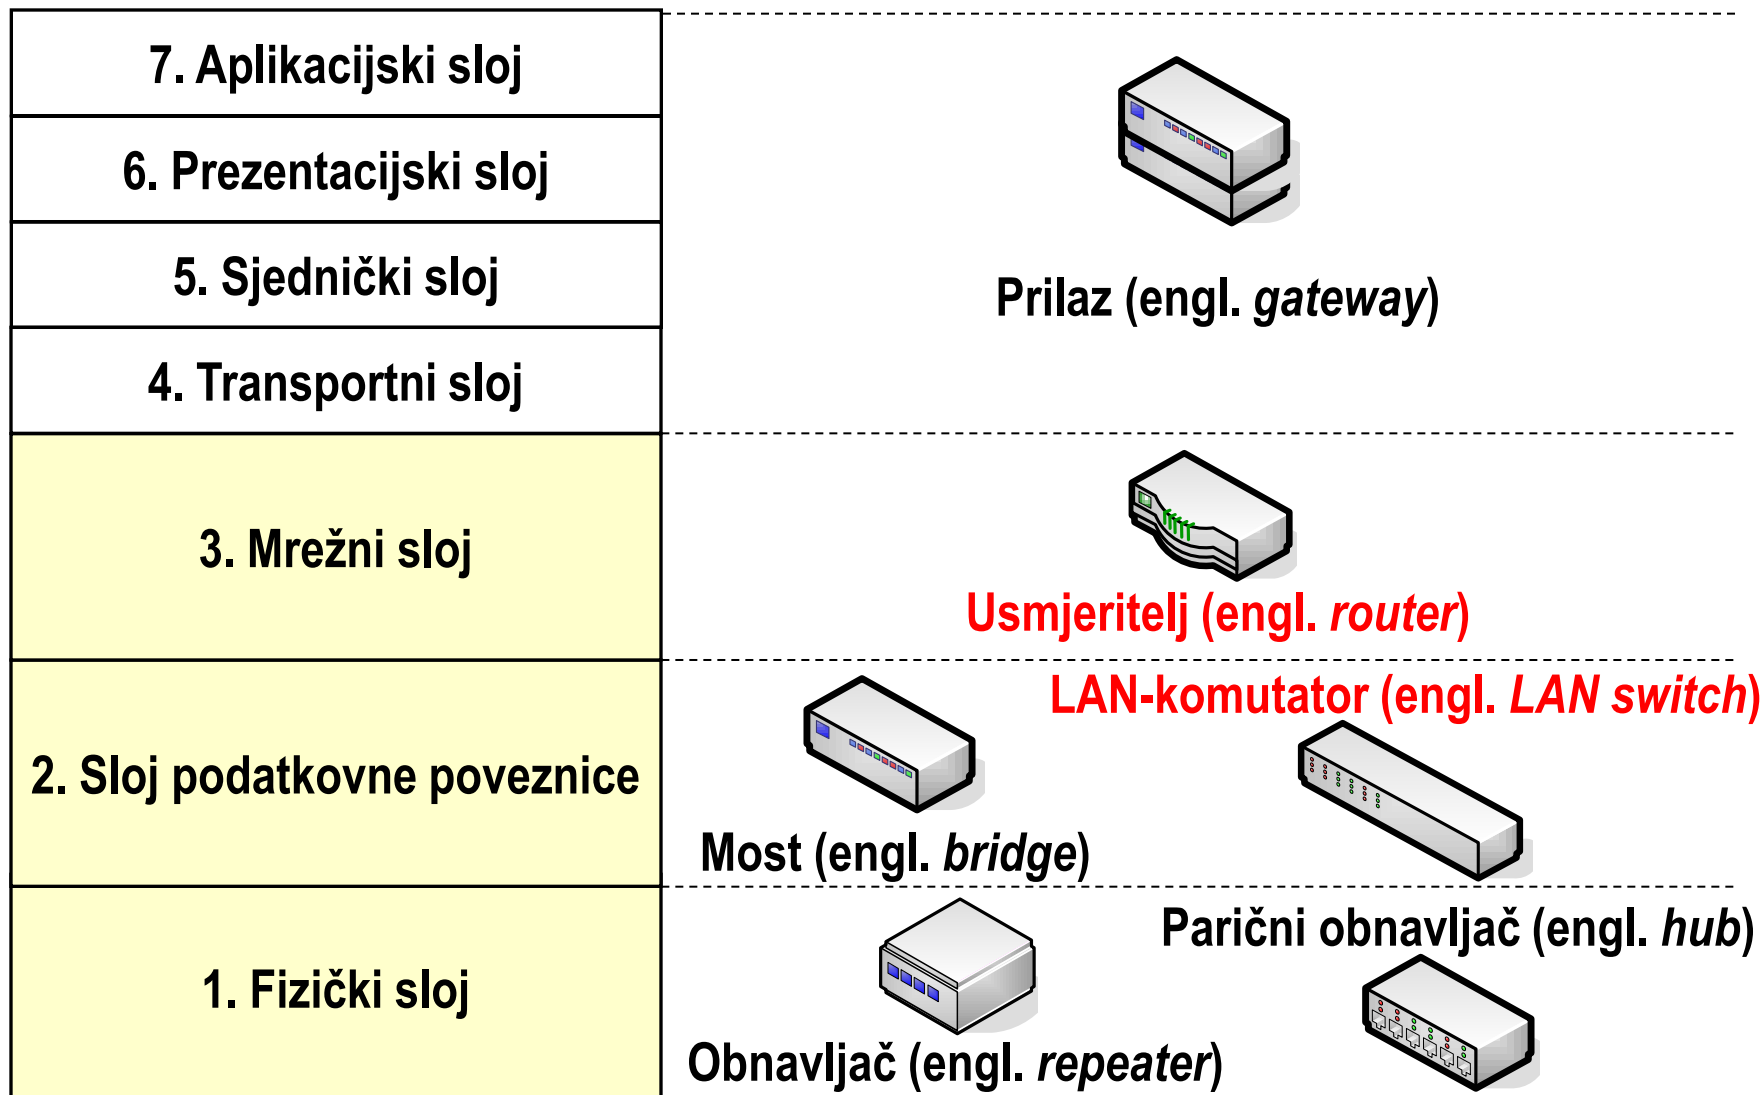 7. Aplikacijski sloj
6. Prezentacijski sloj
5. Sjednički sloj
Prilaz (engl. gateway)
4. Transportni sloj
3. Mrežni sloj
Usmjeritelj (engl. router)
LAN-komutator (engl. LAN switch)
2. Sloj podatkovne poveznice
Most (engl. bridge)
Parični obnavljač (engl. hub)
1. Fizički sloj
Obnavljač (engl. repeater)